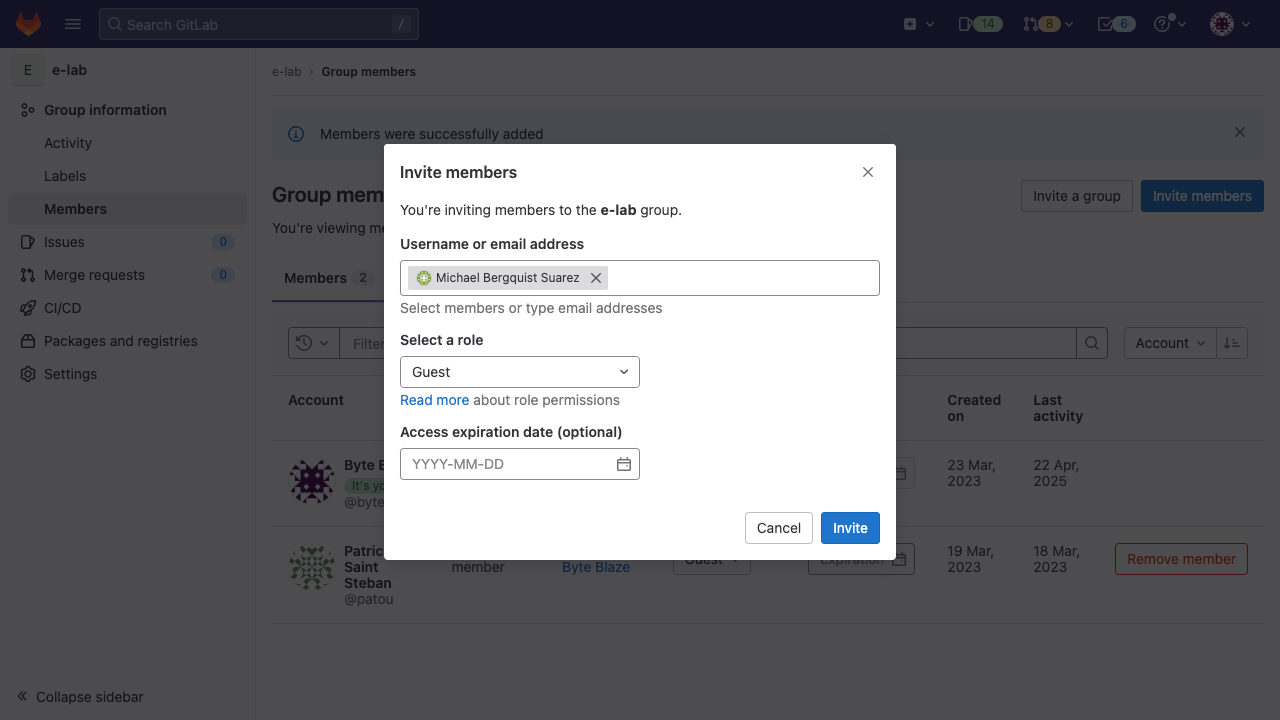 Search GitLab
/
14
8
6
E
e-lab
Group information
Activity
Labels
Members
Issues
0
Merge requests
0
CI/CD
Packages and registries
Settings
Collapse sidebar
e-lab
Group members
Members were successfully added
Group mem
Invite a group
Invite members
You're viewing me
Members 2
Filter
Account
Account
Created
on
Last
activity
Byte B
It's yo
@byte
23 Mar,
2023
22 Apr,
2025
Patric
Saint
Steban
@patou
member
Byte Blaze
Guest
Expiration
19 Mar,
2023
18 Mar,
2023
Remove member
Invite members
You're inviting members to the e-lab group.
Username or email address
Michael Bergquist Suarez
Select members or type email addresses
Select a role
Guest
Read more about role permissions
Access expiration date (optional)
YYYY-MM-DD
Cancel
Invite